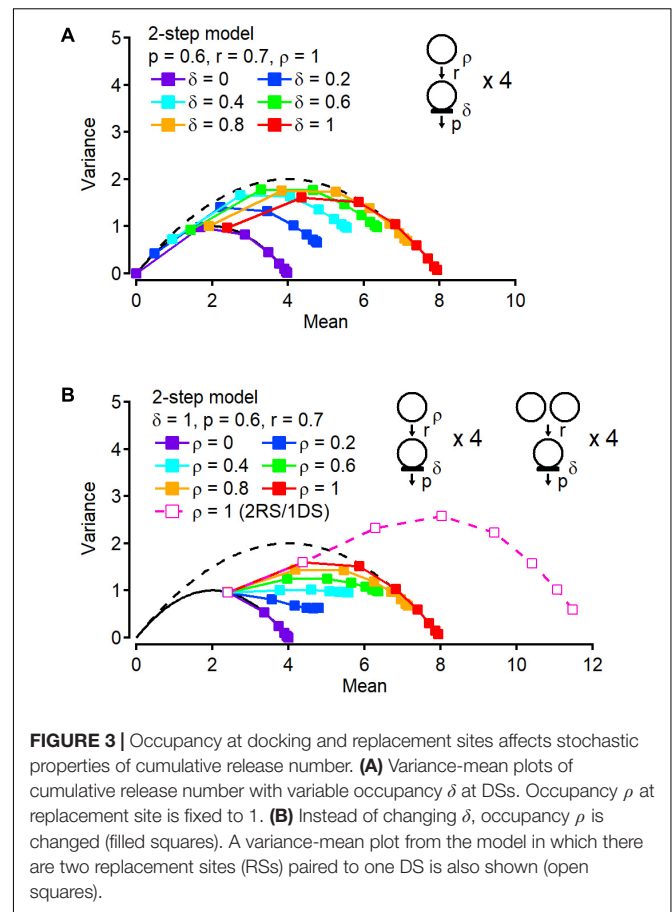 A
2-step model
p = 0.6, r = 0.7, ρ = 1
δ = 0
δ = 0.2
δ = 0.4
δ = 0.6
δ = 0.8
δ = 1
ρ
r
δ
p
x 4
5
4
3
2
1
0
Variance
0
2
4
6
8
10
Mean
B
2-step model
δ = 1, p = 0.6, r = 0.7
ρ = 0
ρ = 0.2
ρ = 0.4
ρ = 0.6
ρ = 0.8
ρ = 1
ρ = 1 (2RS/1DS)
ρ
r
δ
p
x 4
r
δ
p
x 4
5
4
3
2
1
0
Variance
0
2
4
6
8
10
12
Mean
FIGURE 3 | Occupancy at docking and replacement sites affects stochastic
properties of cumulative release number. (A) Variance-mean plots of
cumulative release number with variable occupancy δ at DSs. Occupancy ρ at
replacement site is fixed to 1. (B) Instead of changing δ, occupancy ρ is
changed (filled squares). A variance-mean plot from the model in which there
are two replacement sites (RSs) paired to one DS is also shown (open
squares).